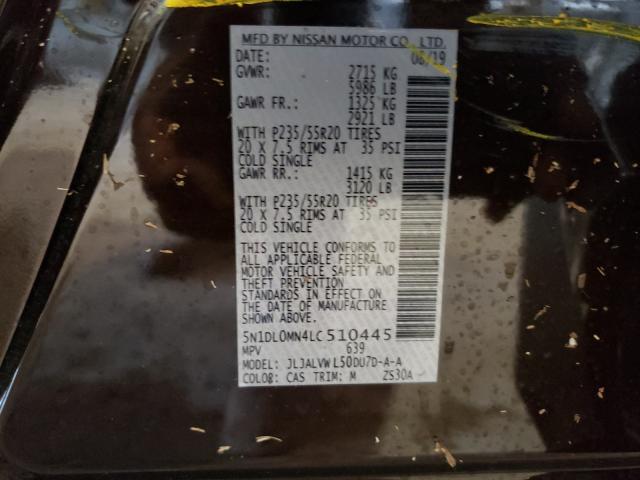 MFD BY NISSAN MOTOR CO., LTD.
DATE: 08/19
GVWR: 2715 KG
5986 LB
GAWR FR.: 1325 KG
2921 LB
WITH P235/55R20 TIRES
20 X 7.5 RIMS AT 35 PSI
COLD SINGLE
GAWR RR.: 1415 KG
3120 LB
WITH P235/55R20 TIRES
20 X 7.5 RIMS AT 35 PSI
COLD SINGLE
THIS VEHICLE CONFORMS TO
ALL APPLICABLE FEDERAL
MOTOR VEHICLE SAFETY AND
THEFT PREVENTION
STANDARDS IN EFFECT ON
THE DATE OF MANUFACTURE
SHOWN ABOVE.
5N1DL0MN4LC510445
MPV 639
MODEL: JLJALVWL50DU7D-A-A
COLOR: CAS TRIM: M ZS30A